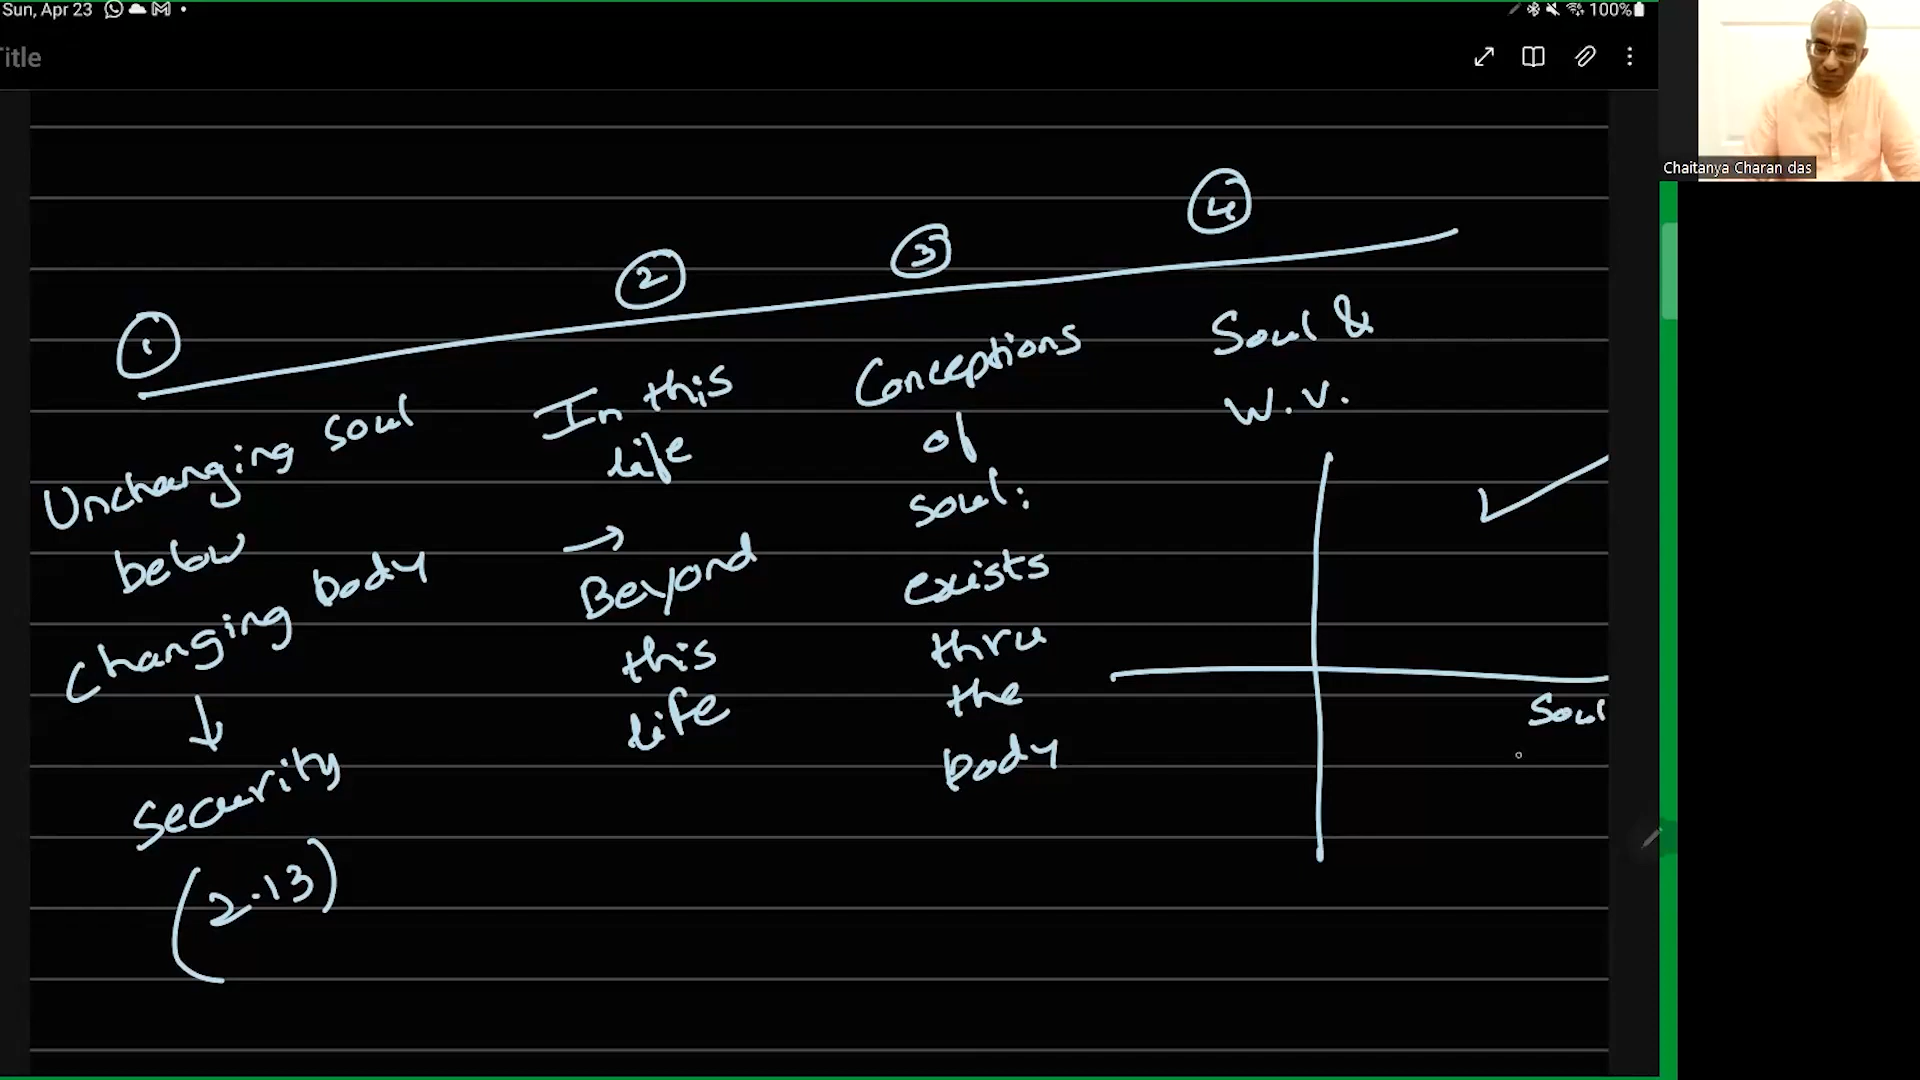 Sun, Apr 23
100%
Title
Chaitanya Charan das
1
Unchanging soul
below
Changing body
↓
Security
(2.13)
2
In this
life
→
Beyond
this
life
3
Conceptions
of
soul:
exists
thru
the
body
4
Soul &
W.V.
Soul